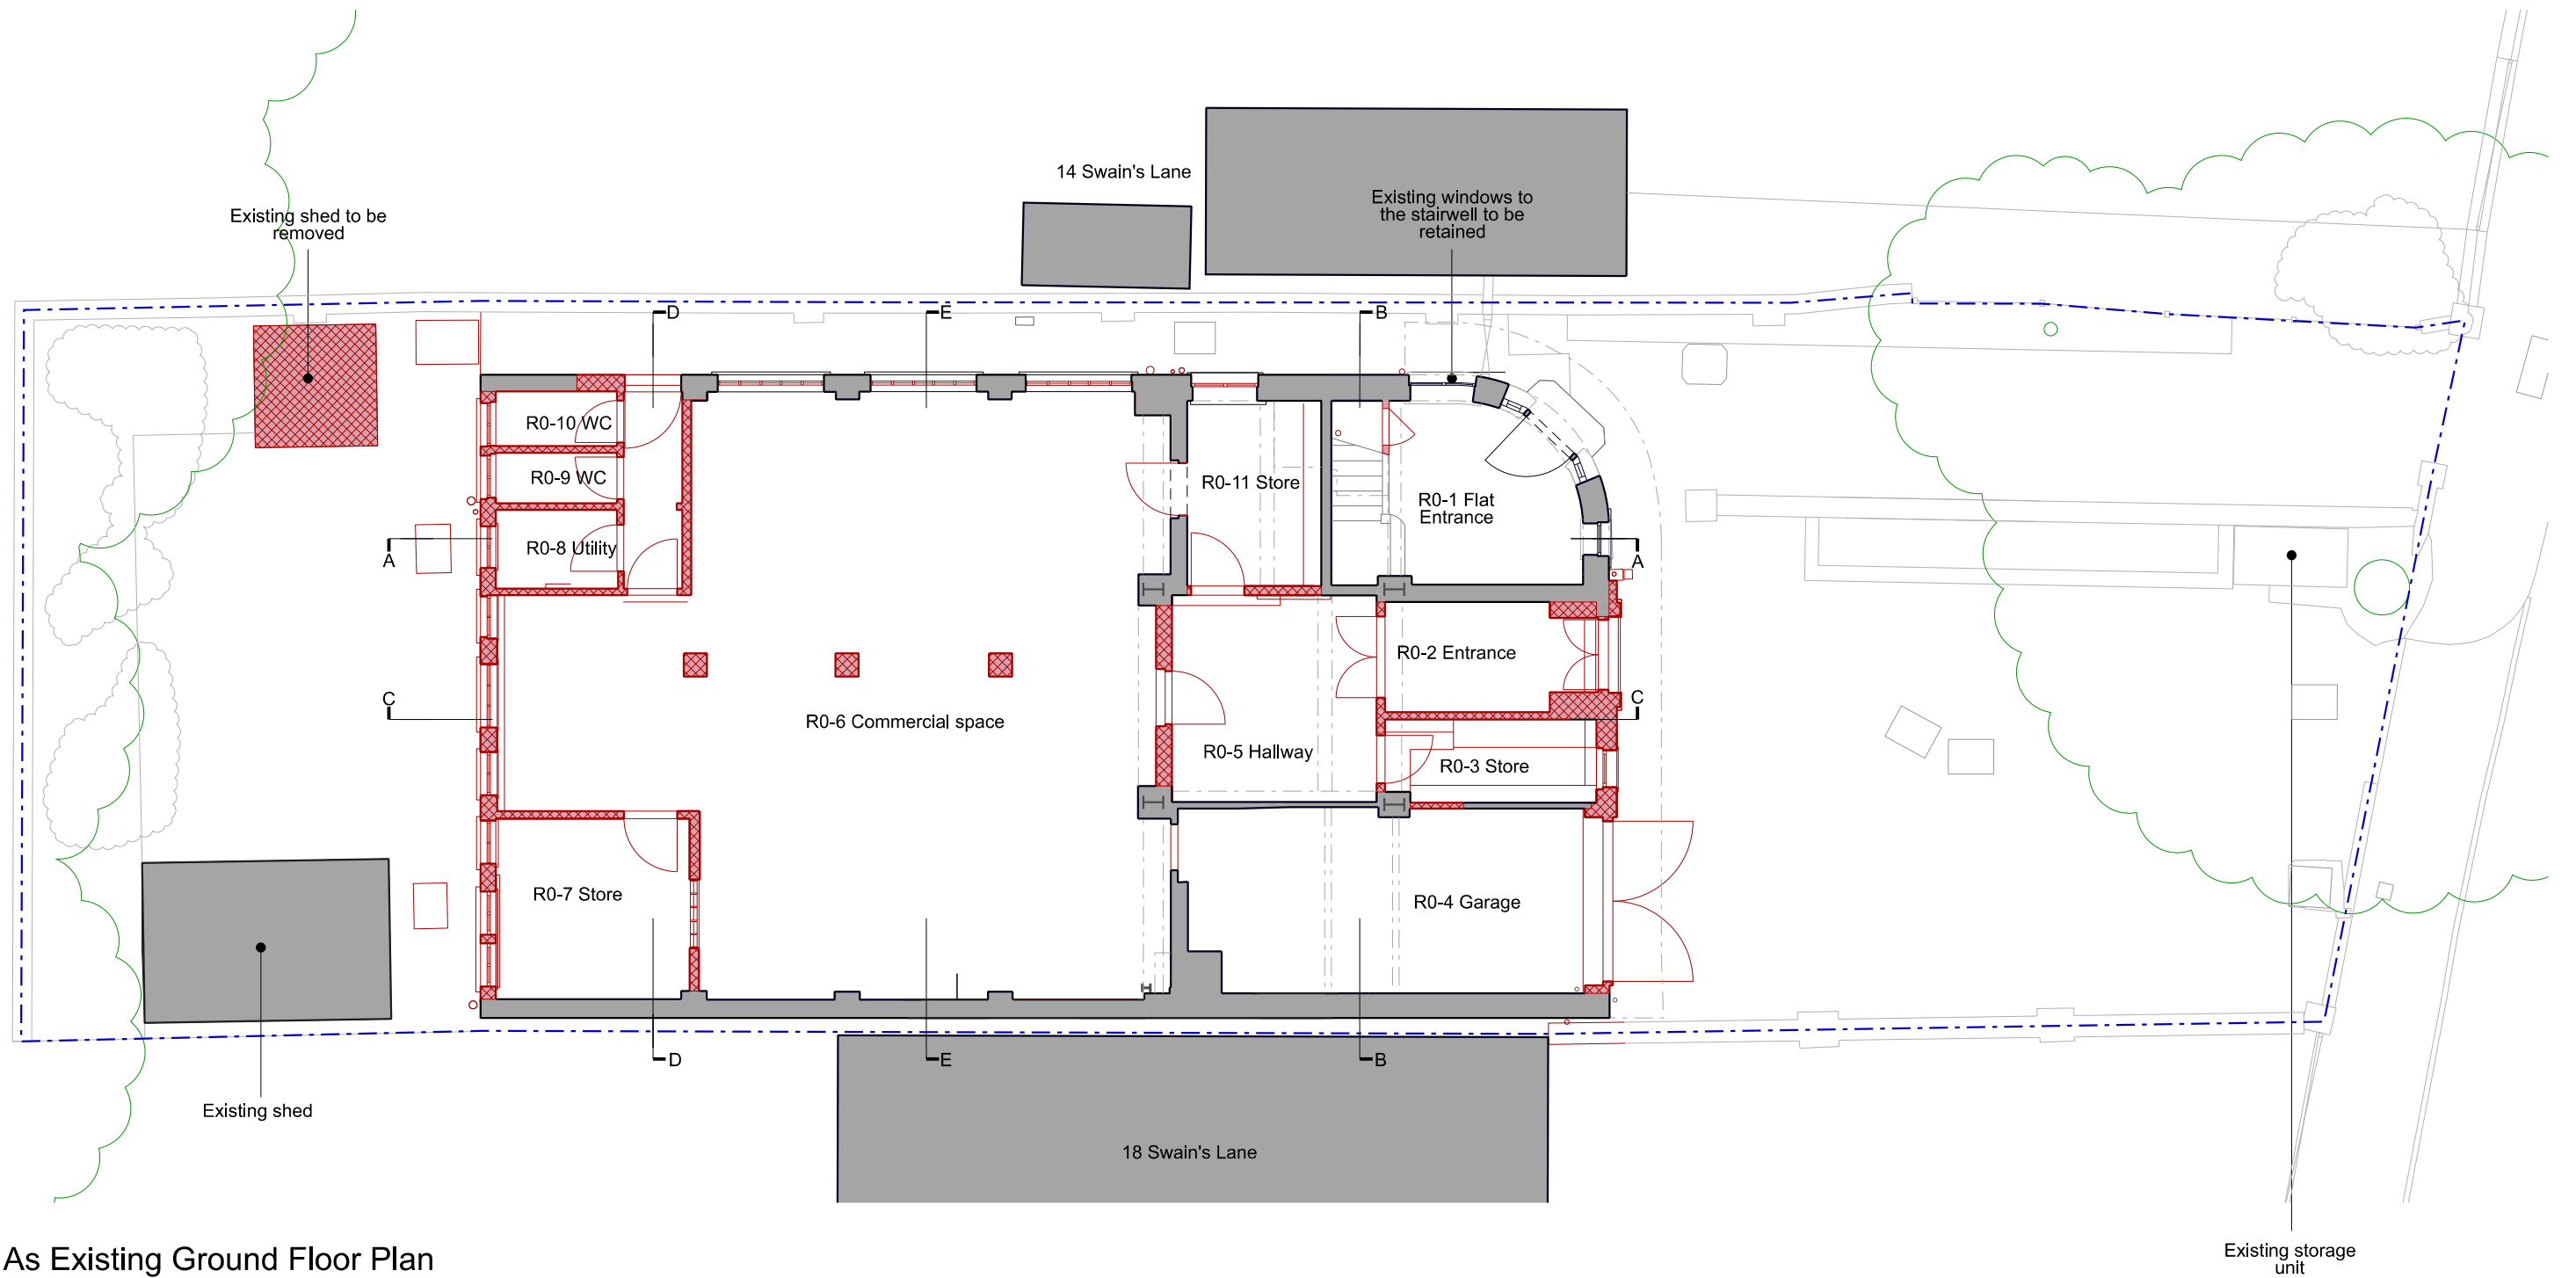 14 Swain's Lane
Existing windows to
the stairwell to be
retained
Existing shed to be
removed
D
E
B
R0-10 WC
R0-9 WC
R0-11 Store
R0-1 Flat
Entrance
R0-8 Utility
A
A
R0-2 Entrance
C
C
R0-6 Commercial space
R0-5 Hallway
R0-3 Store
R0-7 Store
R0-4 Garage
D
E
B
Existing shed
18 Swain's Lane
As Existing Ground Floor Plan
Existing storage
unit